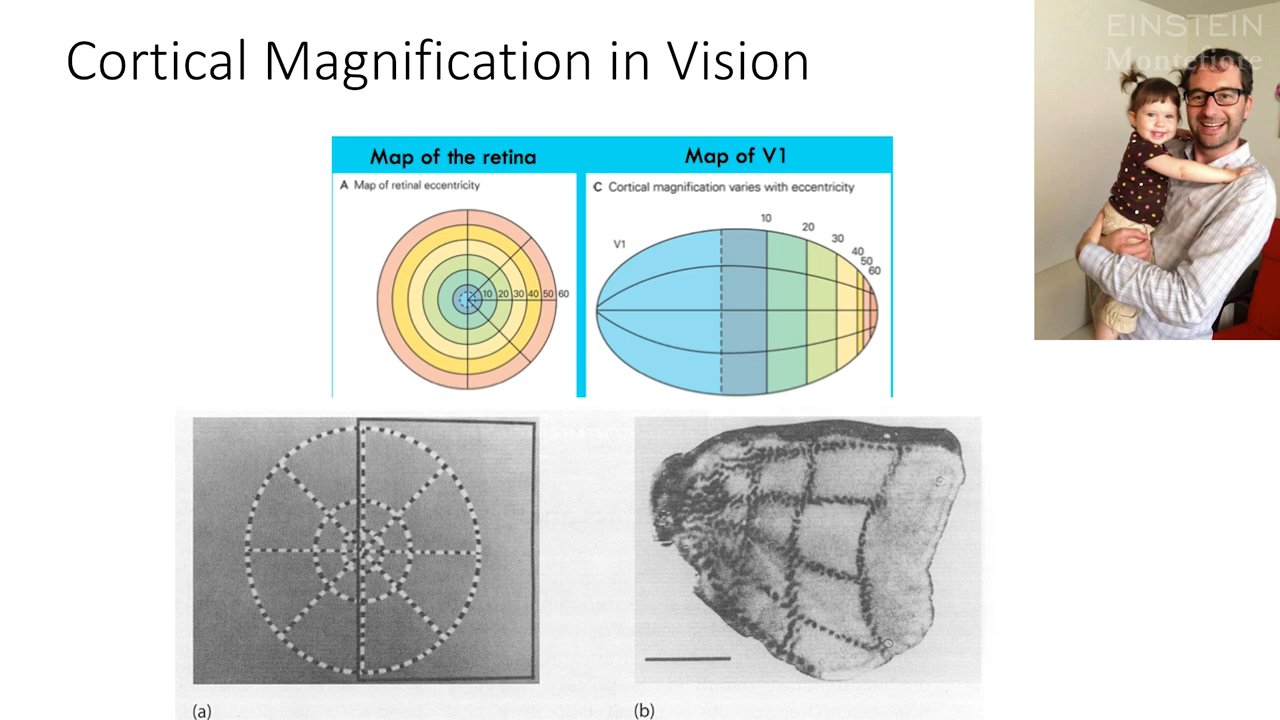 Cortical Magnification in Vision
EINSTEIN
Montefiore
Map of the retina
Map of V1
A Map of retinal eccentricity
C Cortical magnification varies with eccentricity
V1
10
20
30
40
50
60
10 20 30 40 50 60
(a)
(b)